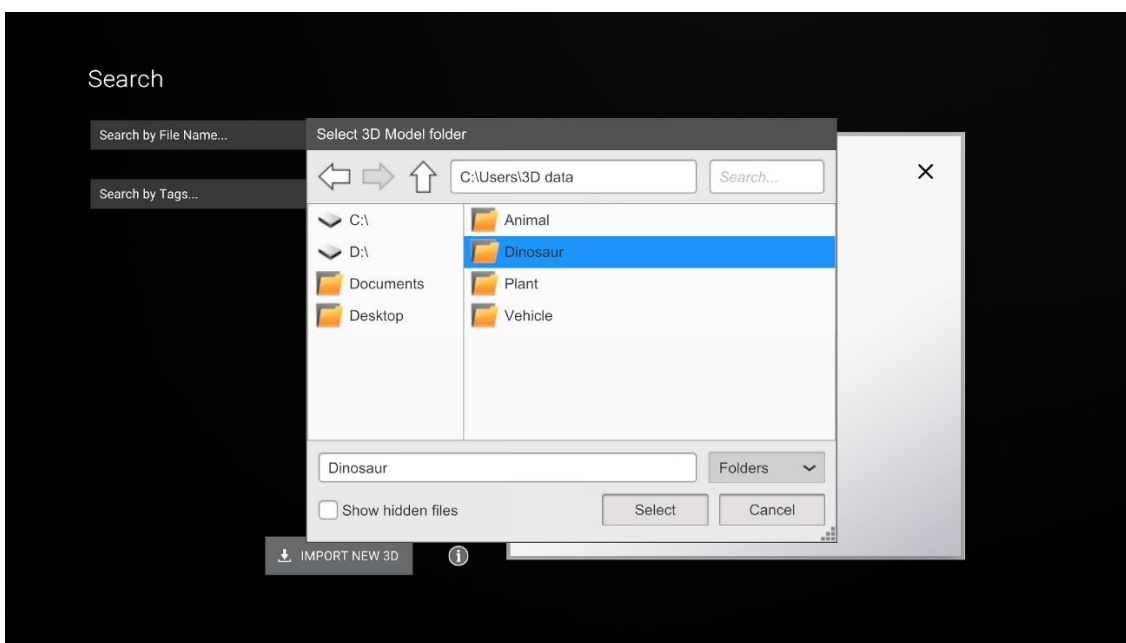 Search
Search by File Name...
Search by Tags...
Select 3D Model folder
C:\Users\3D data
Search...
C:\
D:\
Documents
Desktop
Animal
Dinosaur
Plant
Vehicle
Dinosaur
Folders
Show hidden files
Select
Cancel
IMPORT NEW 3D